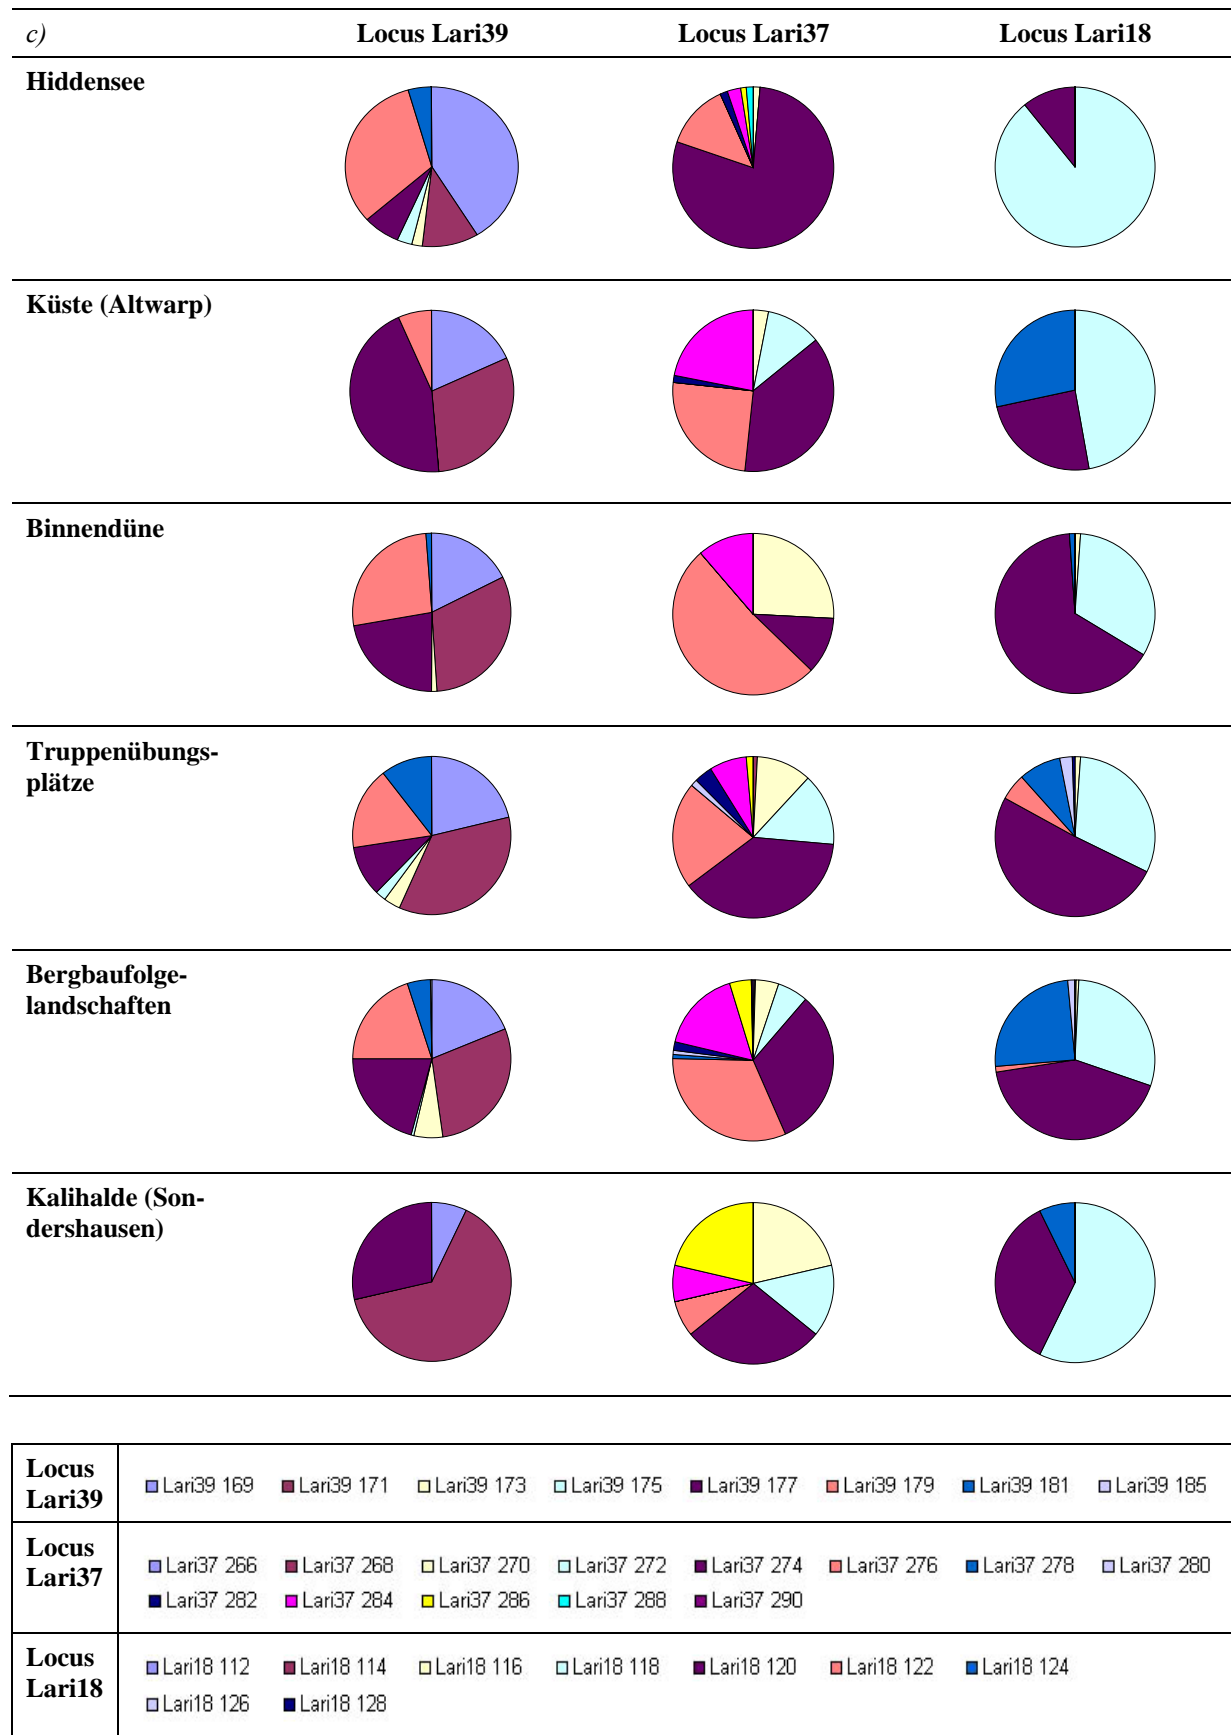 c) Locus Lari39 Locus Lari37 Locus Lari18
Hiddensee
Küste (Altwarp)
Binnendüne
Truppenübungs-
plätze
Bergbaufolge-
landschaften
Kalihalde (Son-
dershausen)
Locus
Lari39
Lari39 169 Lari39 171 Lari39 173 Lari39 175 Lari39 177 Lari39 179 Lari39 181 Lari39 185
Locus
Lari37
Lari37 266 Lari37 268 Lari37 270 Lari37 272 Lari37 274 Lari37 276 Lari37 278 Lari37 280
Lari37 282 Lari37 284 Lari37 286 Lari37 288 Lari37 290
Locus
Lari18
Lari18 112 Lari18 114 Lari18 116 Lari18 118 Lari18 120 Lari18 122 Lari18 124
Lari18 126 Lari18 128